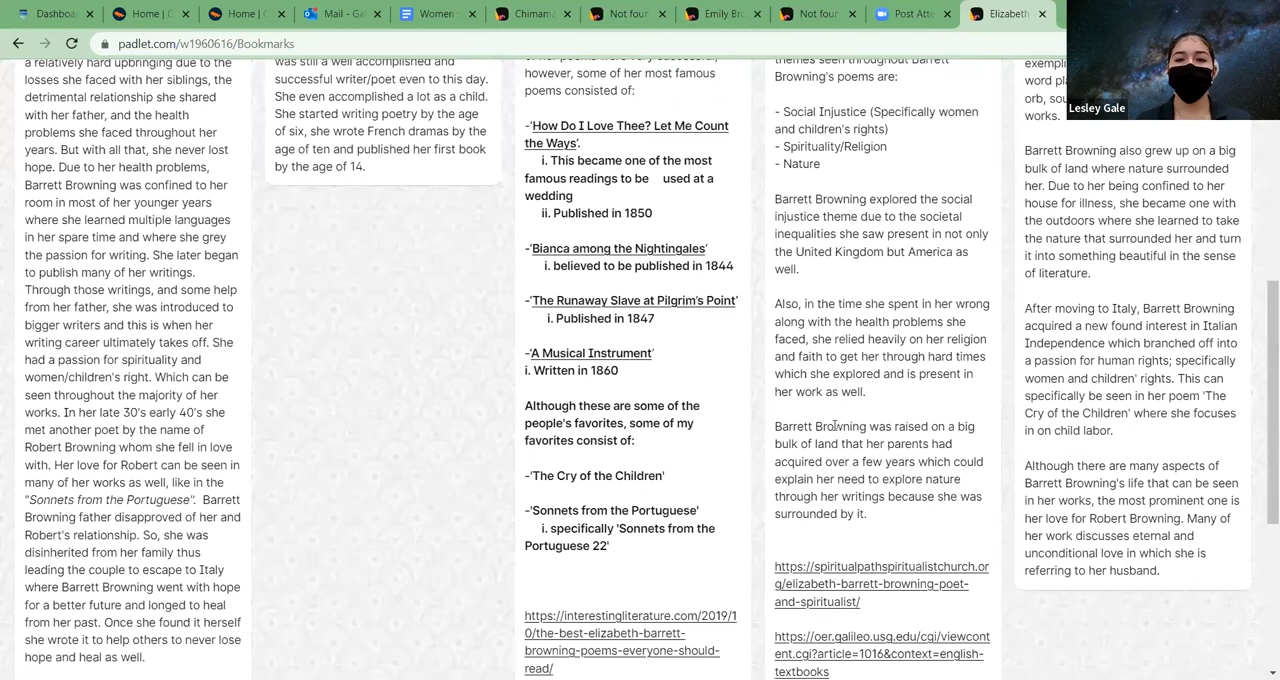 Dashboa
Home | C
Home | C
Mail - Ga
Women
Chimama
Not foun
Emily Bro
Not foun
Post Atte
Elizabeth
padlet.com/w1960616/Bookmarks
Lesley Gale
a relatively hard upbringing due to the
losses she faced with her siblings, the
detrimental relationship she shared
with her father, and the health
problems she faced throughout her
years. But with all that, she never lost
hope. Due to her health problems,
Barrett Browning was confined to her
room in most of her younger years
where she learned multiple languages
in her spare time and where she grey
the passion for writing. She later began
to publish many of her writings.
Through those writings, and some help
from her father, she was introduced to
bigger writers and this is when her
writing career ultimately takes off. She
had a passion for spirituality and
women/children's right. Which can be
seen throughout the majority of her
works. In her late 30's early 40's she
met another poet by the name of
Robert Browning whom she fell in love
with. Her love for Robert can be seen in
many of her works as well, like in the
"Sonnets from the Portuguese". Barrett
Browning father disapproved of her and
Robert's relationship. So, she was
disinherited from her family thus
leading the couple to escape to Italy
where Barrett Browning went with hope
for a better future and longed to heal
from her past. Once she found it herself
she wrote it to help others to never lose
hope and heal as well.
was still a well accomplished and
successful writer/poet even to this day.
She even accomplished a lot as a child.
She started writing poetry by the age
of six, she wrote French dramas by the
age of ten and published her first book
by the age of 14.
of her poems were very successful,
however, some of her most famous
poems consisted of:
-'How Do I Love Thee? Let Me Count
the Ways'.
i. This became one of the most
famous readings to be used at a
wedding
ii. Published in 1850
-'Bianca among the Nightingales'
i. believed to be published in 1844
-'The Runaway Slave at Pilgrim's Point'
i. Published in 1847
-'A Musical Instrument'
i. Written in 1860
Although these are some of the
people's favorites, some of my
favorites consist of:
-'The Cry of the Children'
-'Sonnets from the Portuguese'
i. specifically 'Sonnets from the
Portuguese 22'
https://interestingliterature.com/2019/1
0/the-best-elizabeth-barrett-
browning-poems-everyone-should-
read/
themes seen throughout Barrett
Browning's poems are:
- Social Injustice (Specifically women
and children's rights)
- Spirituality/Religion
- Nature
Barrett Browning explored the social
injustice theme due to the societal
inequalities she saw present in not only
the United Kingdom but America as
well.
Also, in the time she spent in her wrong
along with the health problems she
faced, she relied heavily on her religion
and faith to get her through hard times
which she explored and is present in
her work as well.
Barrett Browning was raised on a big
bulk of land that her parents had
acquired over a few years which could
explain her need to explore nature
through her writings because she was
surrounded by it.
https://spiritualpathspiritualistchurch.or
g/elizabeth-barrett-browning-poet-
and-spiritualist/
https://oer.galileo.usg.edu/cgi/viewcont
ent.cgi?article=1016&context=english-
textbooks
exempli
word pla
orb, sou
works.
Barrett Browning also grew up on a big
bulk of land where nature surrounded
her. Due to her being confined to her
house for illness, she became one with
the outdoors where she learned to take
the nature that surrounded her and turn
it into something beautiful in the sense
of literature.
After moving to Italy, Barrett Browning
acquired a new found interest in Italian
Independence which branched off into
a passion for human rights; specifically
women and children' rights. This can
specifically be seen in her poem 'The
Cry of the Children' where she focuses
in on child labor.
Although there are many aspects of
Barrett Browning's life that can be seen
in her works, the most prominent one is
her love for Robert Browning. Many of
her work discusses eternal and
unconditional love in which she is
referring to her husband.